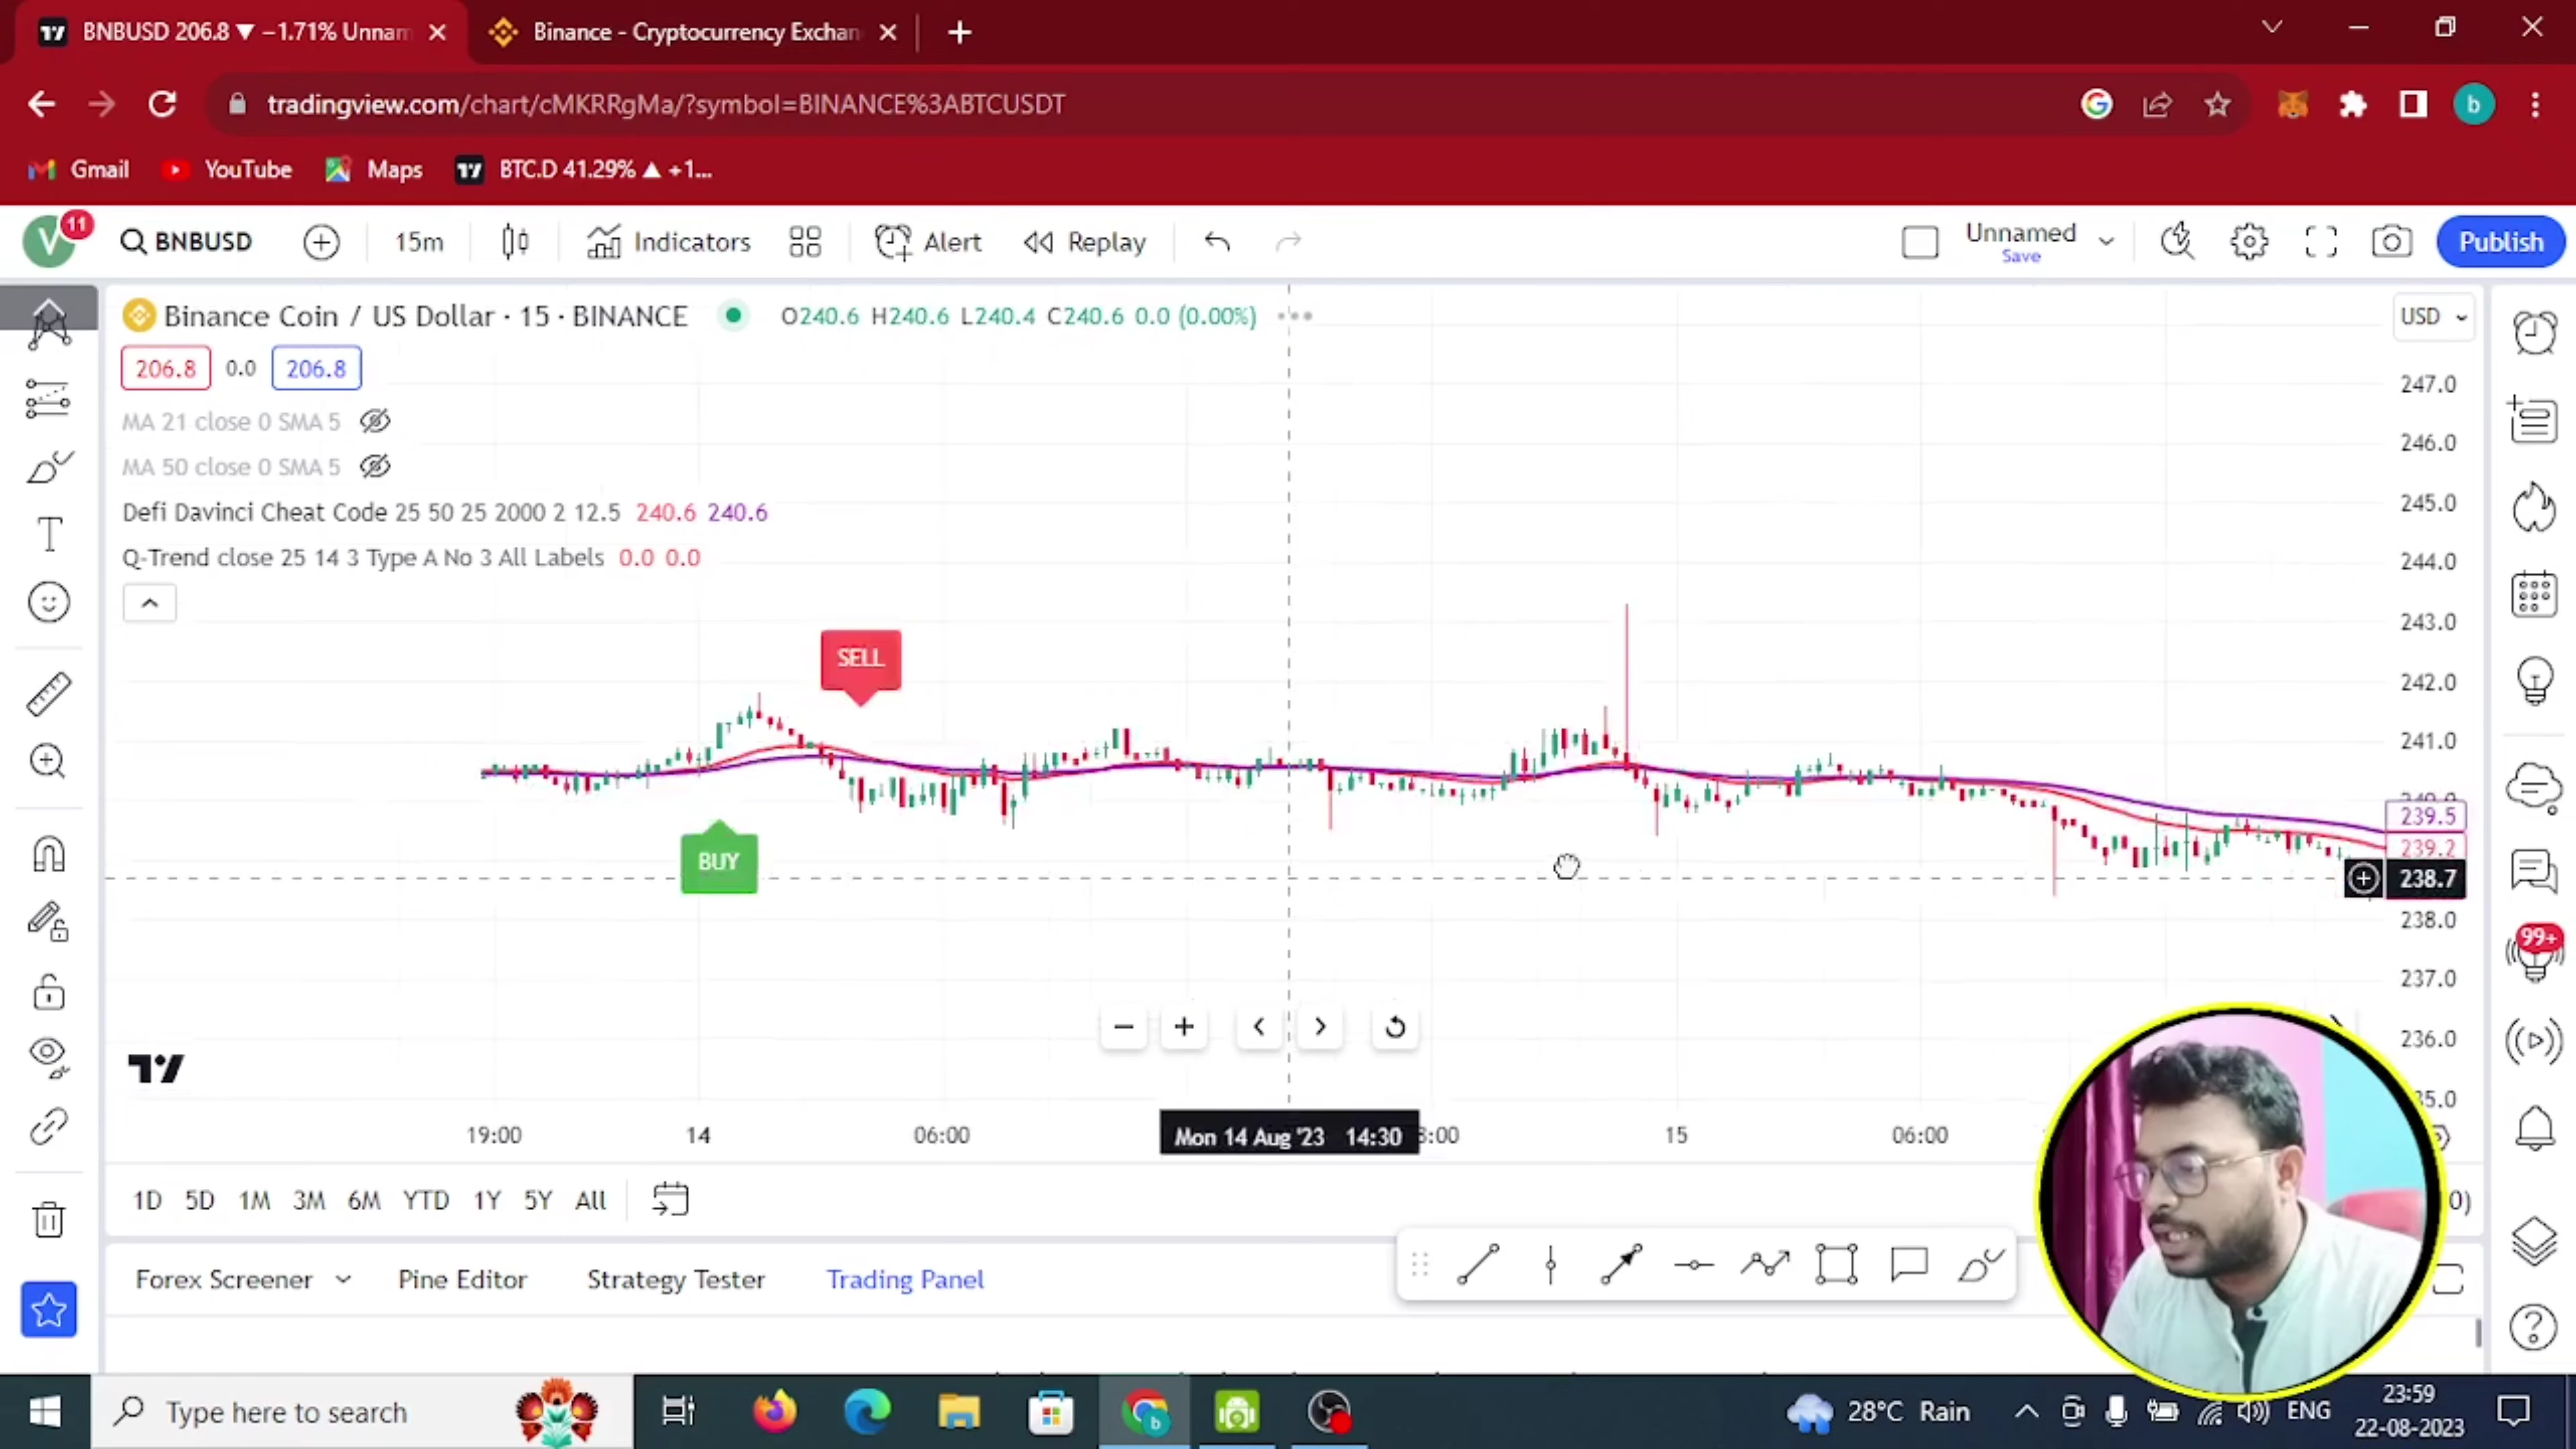 BNBUSD 206.8 ▼ −1.71% Unnam
Binance - Cryptocurrency Exchan
tradingview.com/chart/cMKRRgMa/?symbol=BINANCE%3ABTCUSDT
b
Gmail YouTube Maps BTC.D 41.29% ▲ +1...
V 11 BNBUSD 15m Indicators Alert Replay Unnamed Publish
Save
Binance Coin / US Dollar · 15 · BINANCE O240.6 H240.6 L240.4 C240.6 0.0 (0.00%) USD
206.8 0.0 206.8
MA 21 close 0 SMA 5
MA 50 close 0 SMA 5
Defi Davinci Cheat Code 25 50 25 2000 2 12.5 240.6 240.6
Q-Trend close 25 14 3 Type A No 3 All Labels 0.0 0.0
SELL
BUY
247.0
246.0
245.0
244.0
243.0
242.0
241.0
239.5
239.2
238.7
238.0
237.0
236.0
99+
19:00 14 06:00 Mon 14 Aug '23 14:30 15 06:00
1D 5D 1M 3M 6M YTD 1Y 5Y All
Forex Screener Pine Editor Strategy Tester Trading Panel
Type here to search
28°C Rain
ENG
23:59
22-08-2023